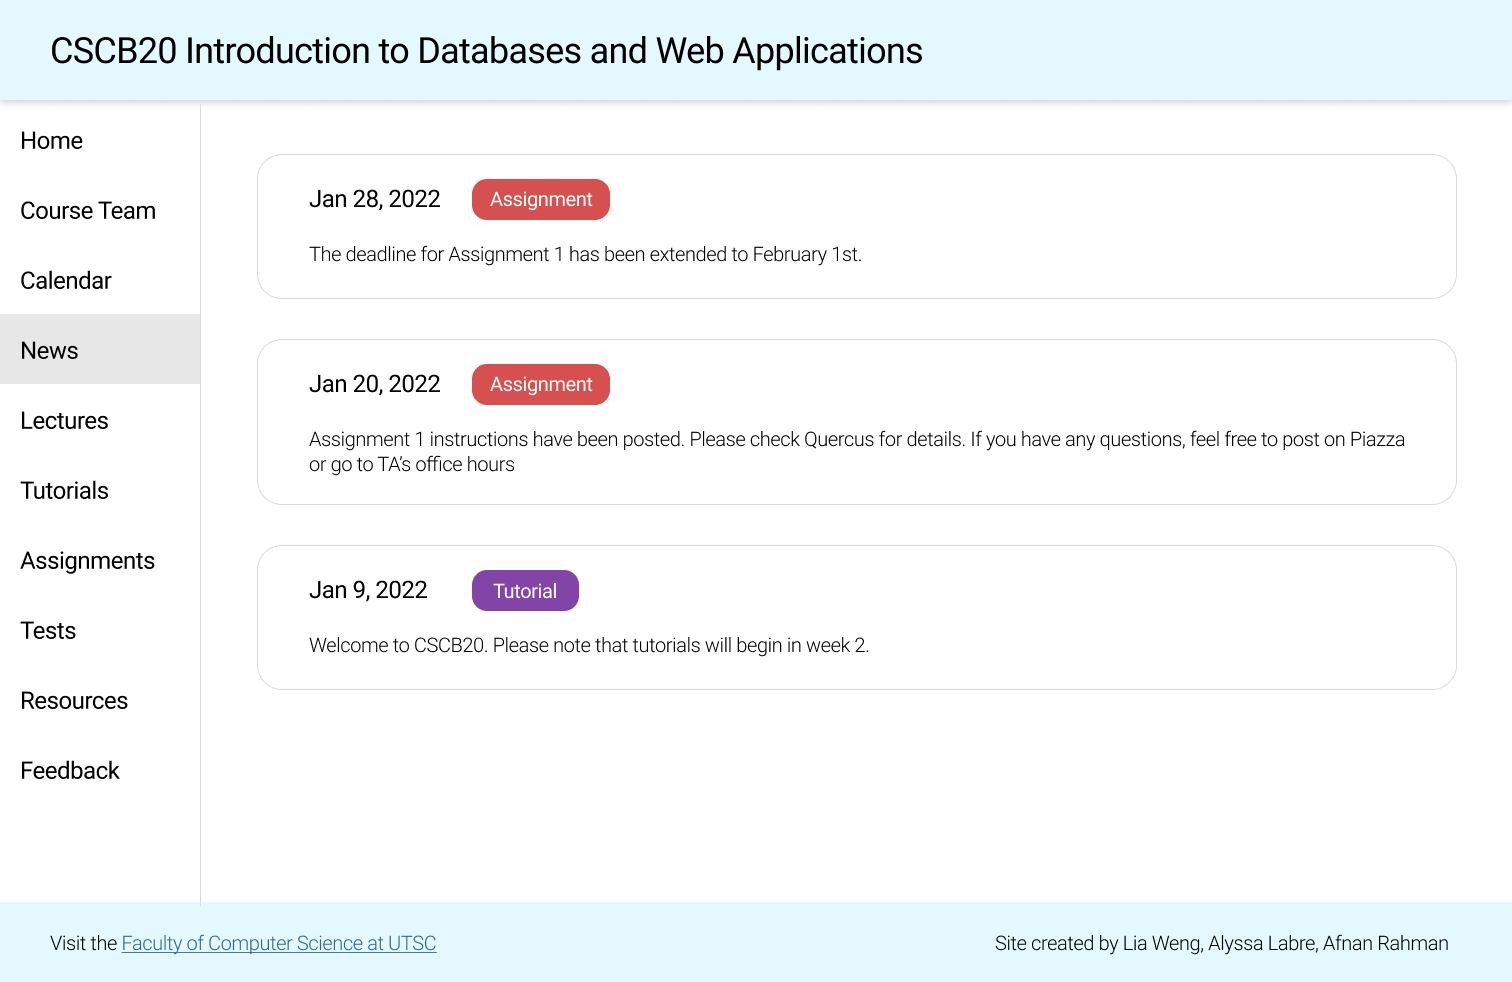 CSCB20 Introduction to Databases and Web Applications
Home
Course Team
Calendar
News
Lectures
Tutorials
Assignments
Tests
Resources
Feedback
Jan 28, 2022 Assignment
The deadline for Assignment 1 has been extended to February 1st.
Jan 20, 2022 Assignment
Assignment 1 instructions have been posted. Please check Quercus for details. If you have any questions, feel free to post on Piazza
or go to TA’s office hours
Jan 9, 2022 Tutorial
Welcome to CSCB20. Please note that tutorials will begin in week 2.
Visit the Faculty of Computer Science at UTSC
Site created by Lia Weng, Alyssa Labre, Afnan Rahman